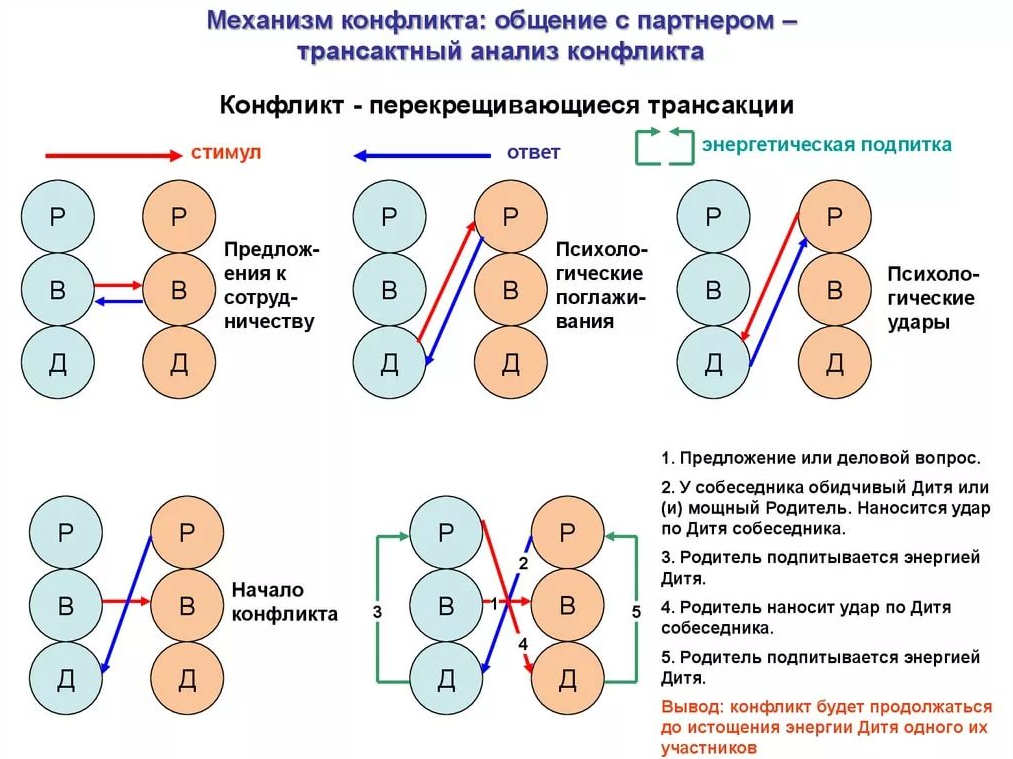 Механизм конфликта: общение с партнером –
трансактный анализ конфликта
Конфликт - перекрещивающиеся трансакции
стимул
ответ
энергетическая подпитка
Р
В
Д
Р
В
Д
Предлож-
ения к
сотруд-
ничеству
Р
В
Д
Р
В
Д
Психоло-
гические
поглажи-
вания
Р
В
Д
Р
В
Д
Психоло-
гические
удары
Р
В
Д
Р
В
Д
Начало
конфликта
Р
В
Д
Р
В
Д
3
1
2
4
5
1. Предложение или деловой вопрос.
2. У собеседника обидчивый Дитя или
(и) мощный Родитель. Наносится удар
по Дитя собеседника.
3. Родитель подпитывается энергией
Дитя.
4. Родитель наносит удар по Дитя
собеседника.
5. Родитель подпитывается энергией
Дитя.
Вывод: конфликт будет продолжаться
до истощения энергии Дитя одного их
участников